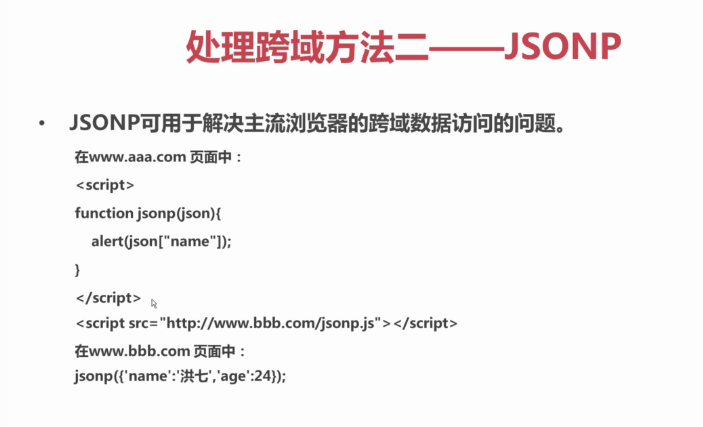 处理跨域方法二——JSONP
• JSONP可用于解决主流浏览器的跨域数据访问的问题。
在www.aaa.com 页面中：
<script>
function jsonp(json){
alert(json["name"]);
}
</script>
<script src="http://www.bbb.com/jsonp.js"></script>
在www.bbb.com 页面中：
jsonp({'name':'洪七','age':24});